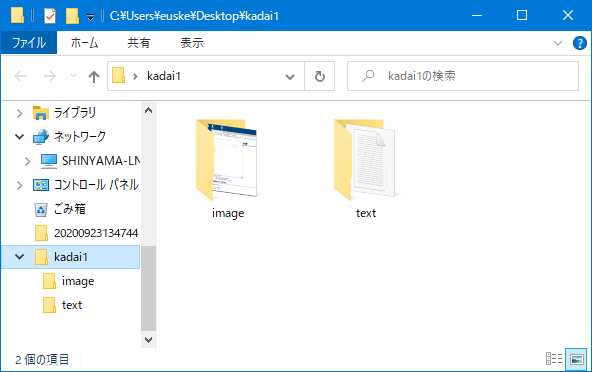 C:¥Users¥euske¥Desktop¥kadai1
ファイル ホーム 共有 表示
kadai1
kadai1の検索
ライブラリ
ネットワーク
SHINYAMA-LN
コントロール パネル
ごみ箱
20200923134744
kadai1
image
text
image
text
2 個の項目